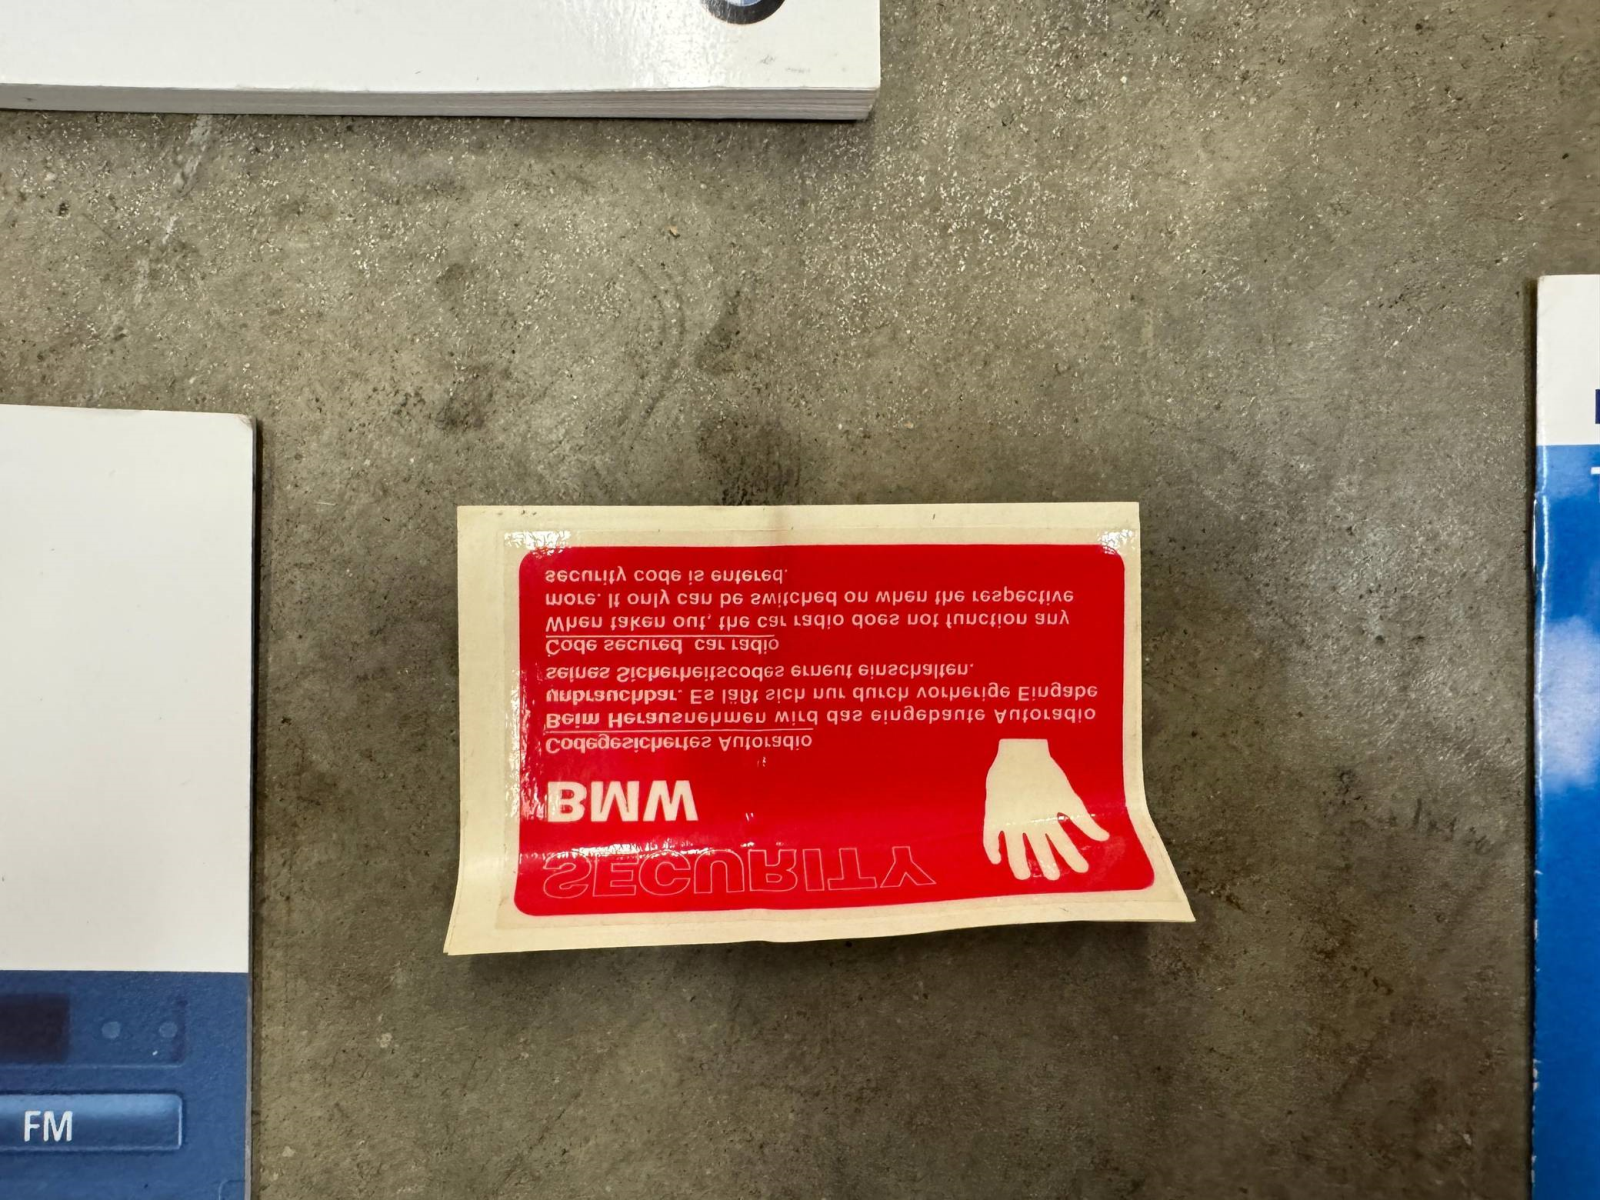 SECURITY
BMW
Codegesichertes Autoradio
Beim Herausnehmen wird das eingebaute Autoradio
unbrauchbar. Es läßt sich nur durch vorherige Eingabe
seines Sicherheitscodes erneut einschalten.
Code secured car radio
When taken out, the car radio does not function any
more. It only can be switched on when the respective
security code is entered.
FM